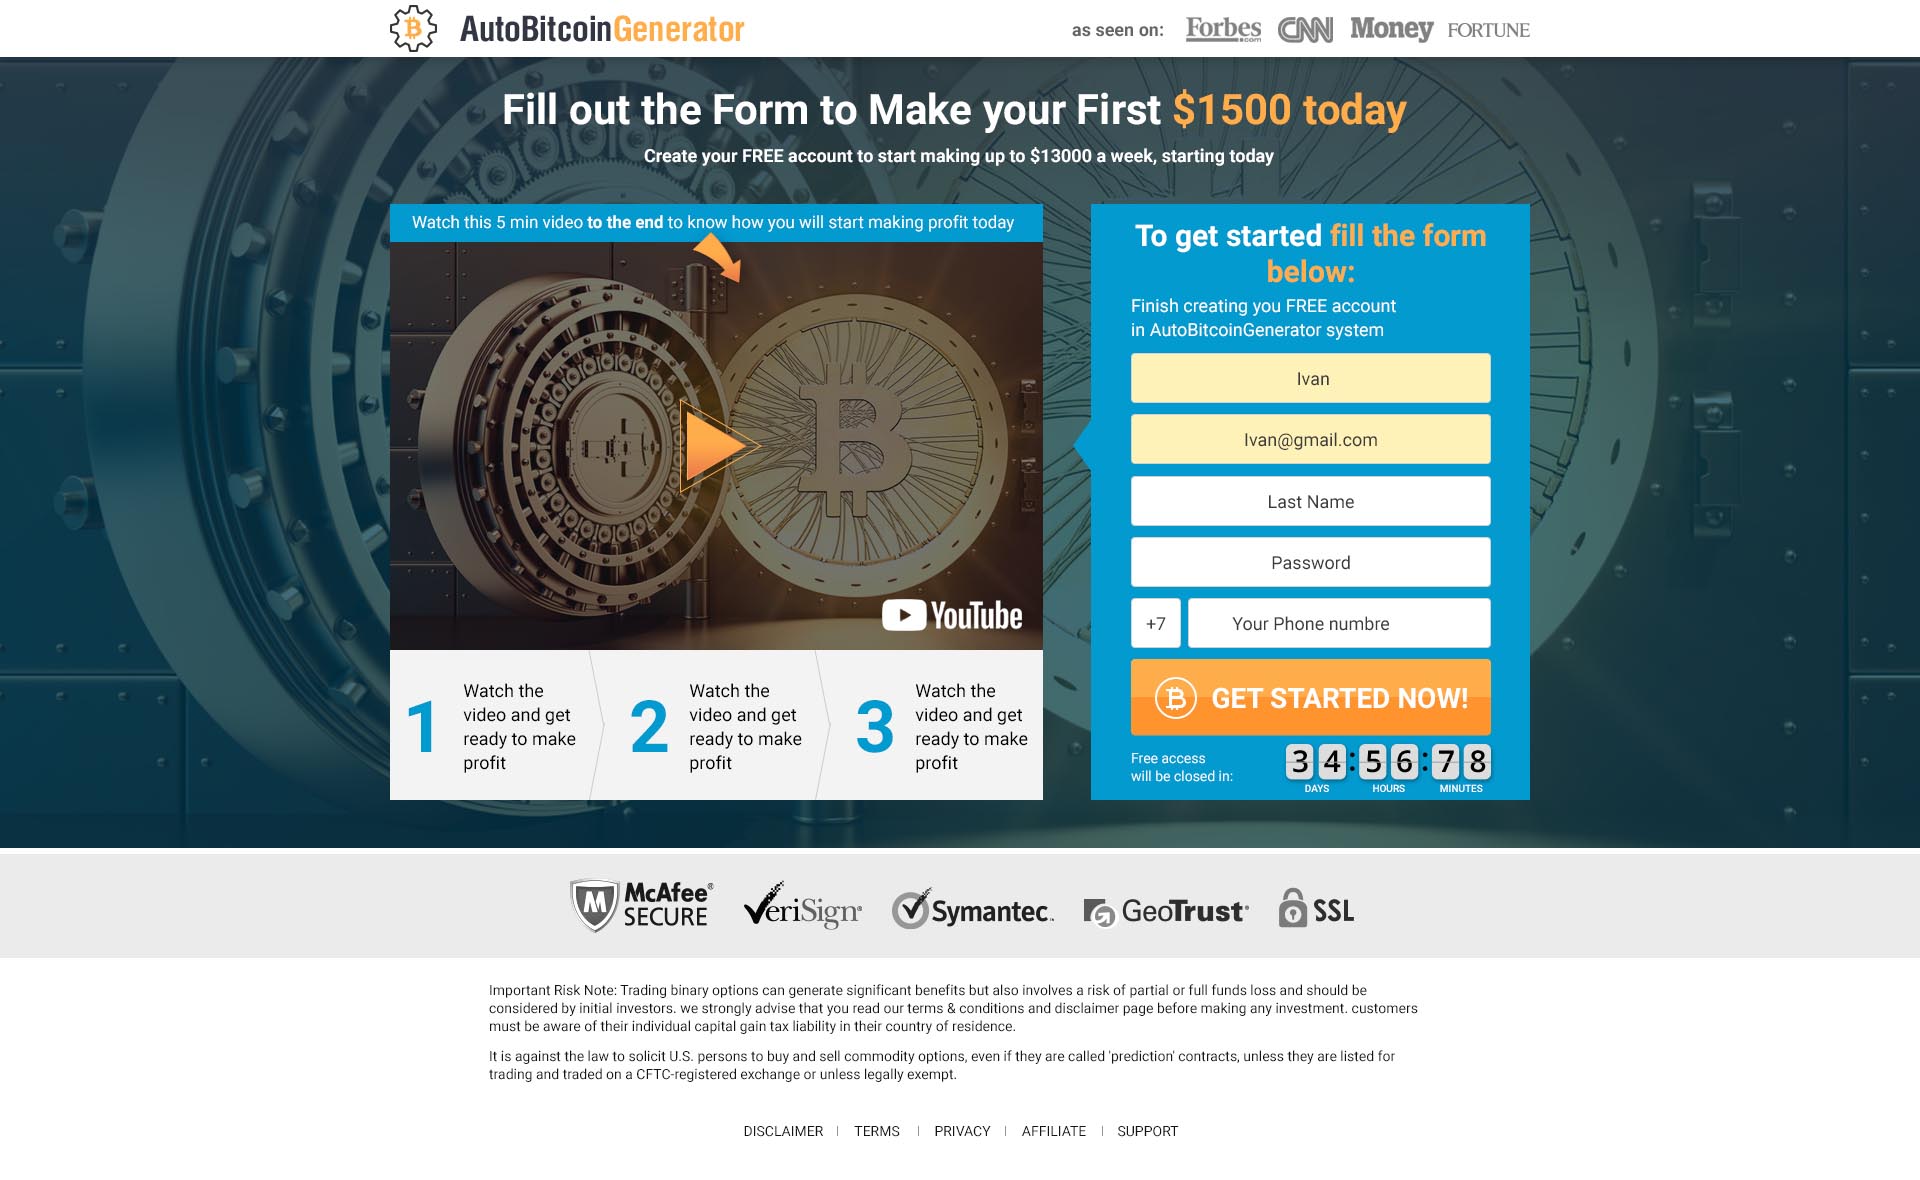 AutoBitcoinGenerator
as seen on: Forbes .com CNN Money FORTUNE
Fill out the Form to Make your First $1500 today
Create your FREE account to start making up to $13000 a week, starting today
Watch this 5 min video to the end to know how you will start making profit today
YouTube
1
Watch the
video and get
ready to make
profit
2
Watch the
video and get
ready to make
profit
3
Watch the
video and get
ready to make
profit
To get started fill the form
below:
Finish creating you FREE account
in AutoBitcoinGenerator system
Ivan
Ivan@gmail.com
Last Name
Password
+7 Your Phone numbre
GET STARTED NOW!
Free access
will be closed in:
34:56:78
DAYS HOURS MINUTES
McAfee®
SECURE
VeriSign®
Symantec™
GeoTrust®
SSL
Important Risk Note: Trading binary options can generate significant benefits but also involves a risk of partial or full funds loss and should be
considered by initial investors. we strongly advise that you read our terms & conditions and disclaimer page before making any investment. customers
must be aware of their individual capital gain tax liability in their country of residence.
It is against the law to solicit U.S. persons to buy and sell commodity options, even if they are called 'prediction' contracts, unless they are listed for
trading and traded on a CFTC-registered exchange or unless legally exempt.
DISCLAIMER | TERMS | PRIVACY | AFFILIATE | SUPPORT